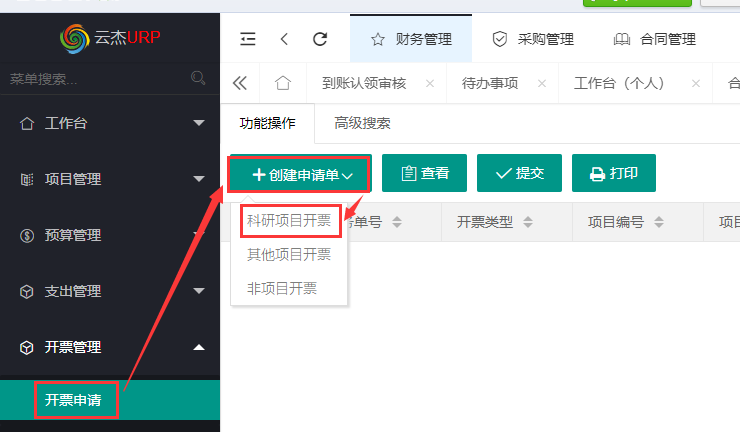 云杰URP
财务管理
采购管理
合同管理
菜单搜索...
到账认领审核
待办事项
工作台（个人）
合
工作台
功能操作
高级搜索
项目管理
创建申请单
查看
提交
打印
科研项目开票
单号
开票类型
项目编号
项目
预算管理
其他项目开票
非项目开票
支出管理
开票管理
开票申请